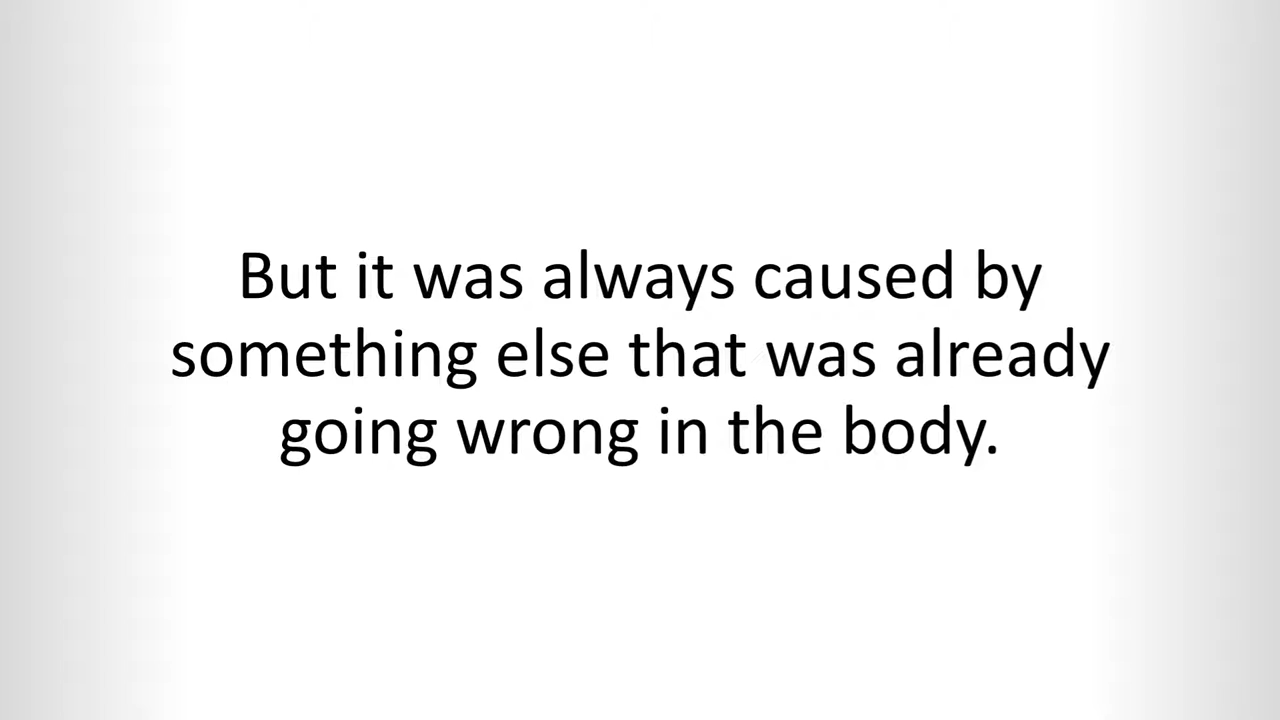 But it was always caused by
something else that was already
going wrong in the body.